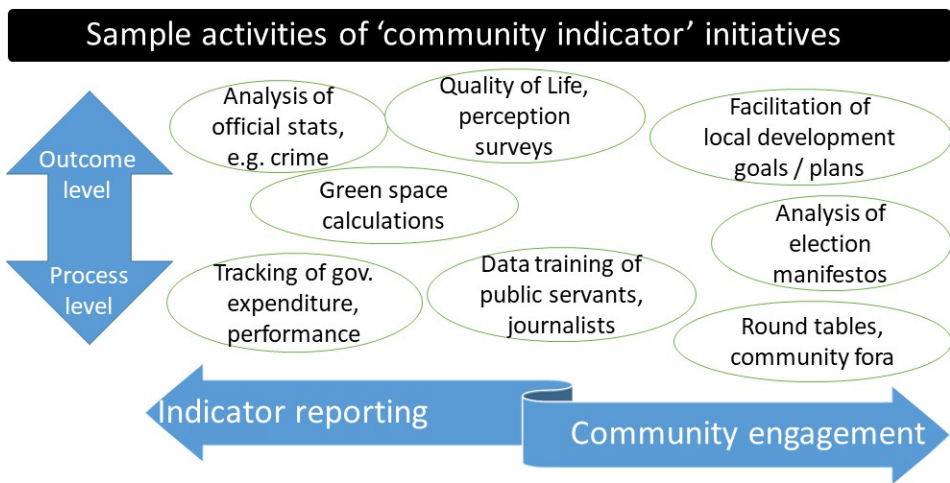 Sample activities of ‘community indicator’ initiatives
Analysis of
official stats,
e.g. crime
Quality of Life,
perception
surveys
Facilitation of
local development
goals / plans
Outcome
level
Green space
calculations
Analysis of
election
manifestos
Process
level
Tracking of gov.
expenditure,
performance
Data training of
public servants,
journalists
Round tables,
community fora
Indicator reporting
Community engagement